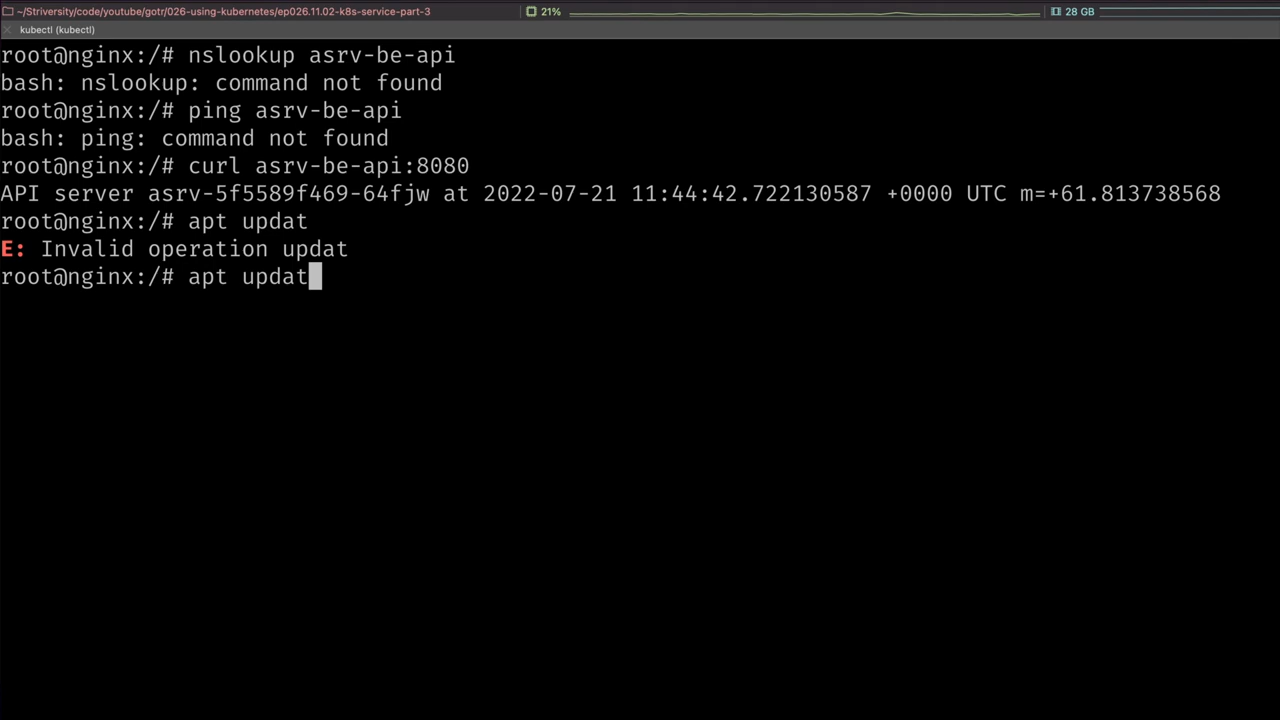 ~/Striversity/code/youtube/gotr/026-using-kubernetes/ep026.11.02-k8s-service-part-3 21% 28 GB
kubectl (kubectl)
root@nginx:/# nslookup asrv-be-api
bash: nslookup: command not found
root@nginx:/# ping asrv-be-api
bash: ping: command not found
root@nginx:/# curl asrv-be-api:8080
API server asrv-5f5589f469-64fjw at 2022-07-21 11:44:42.722130587 +0000 UTC m=+61.813738568
root@nginx:/# apt updat
E: Invalid operation updat
root@nginx:/# apt updat